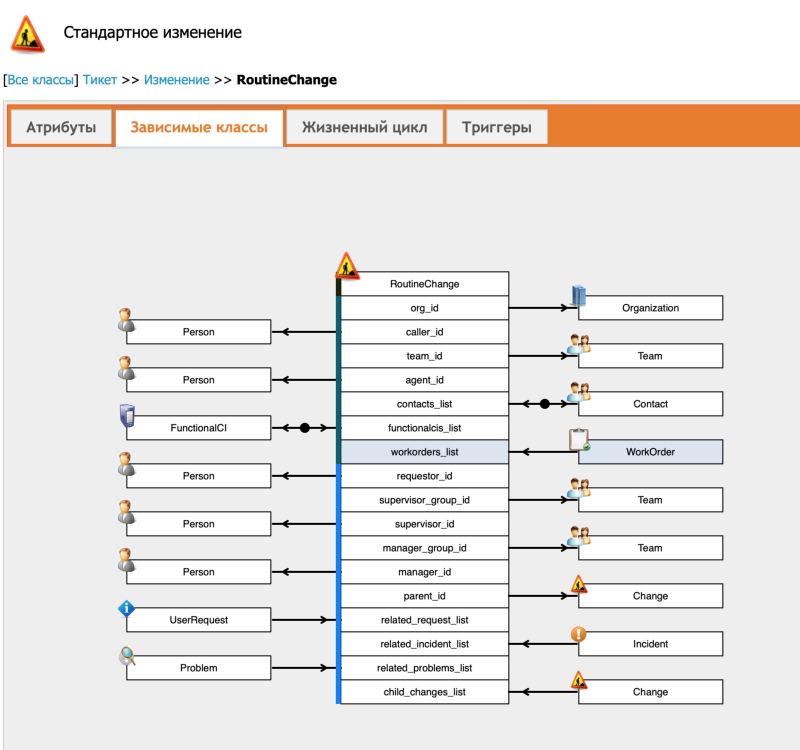 Стандартное изменение
[Все классы] Тикет >> Изменение >> RoutineChange
Атрибуты Зависимые классы Жизненный цикл Триггеры
RoutineChange
org_id Organization
Person caller_id
team_id Team
Person agent_id
contacts_list Contact
FunctionalCI functionalcis_list
workorders_list WorkOrder
Person requestor_id
supervisor_group_id Team
Person supervisor_id
manager_group_id Team
Person manager_id
parent_id Change
UserRequest related_request_list
related_incident_list Incident
Problem related_problems_list
child_changes_list Change